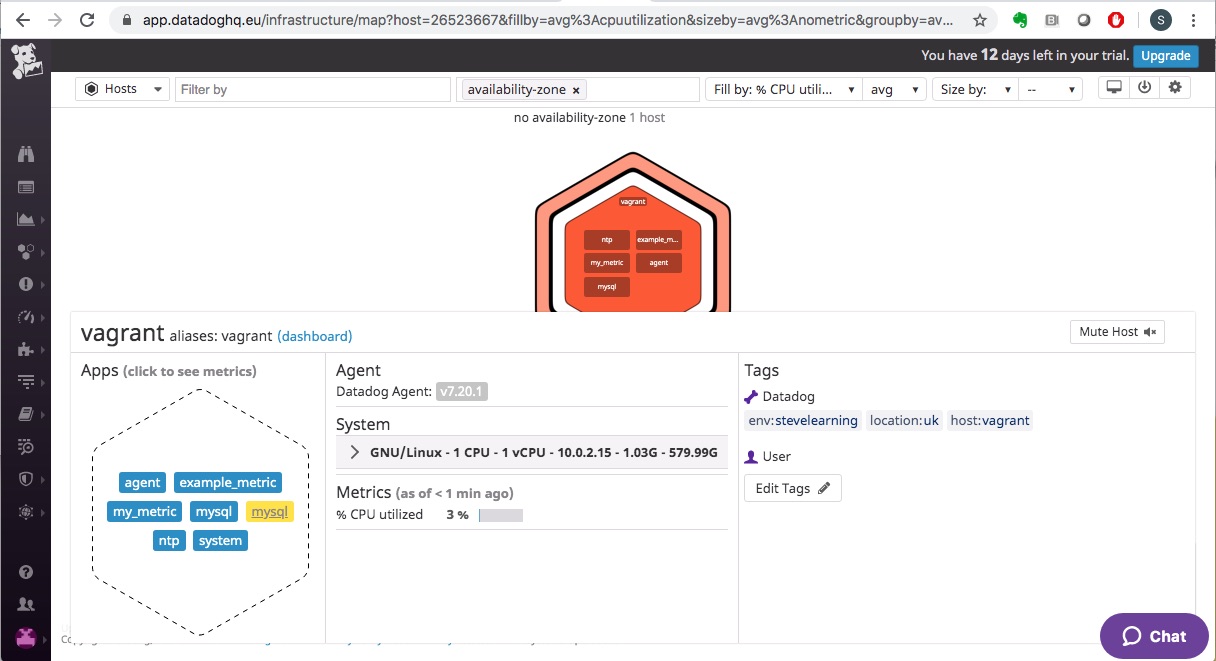 app.datadoghq.eu/infrastructure/map?host=26523667&fillby=avg%3Acpuutilization&sizeby=avg%3Anometric&groupby=av...
S
You have 12 days left in your trial. Upgrade
Hosts Filter by availability-zone × Fill by: % CPU utili... avg Size by: --
no availability-zone 1 host
vagrant
ntp example_m...
my_metric agent
mysql
vagrant aliases: vagrant (dashboard) Mute Host
Apps (click to see metrics)
agent example_metric
my_metric mysql mysql
ntp system
Agent
Datadog Agent: v7.20.1
System
GNU/Linux - 1 CPU - 1 vCPU - 10.0.2.15 - 1.03G - 579.99G
Metrics (as of < 1 min ago)
% CPU utilized 3 %
Tags
Datadog
env:stevelearning location:uk host:vagrant
User
Edit Tags
Chat